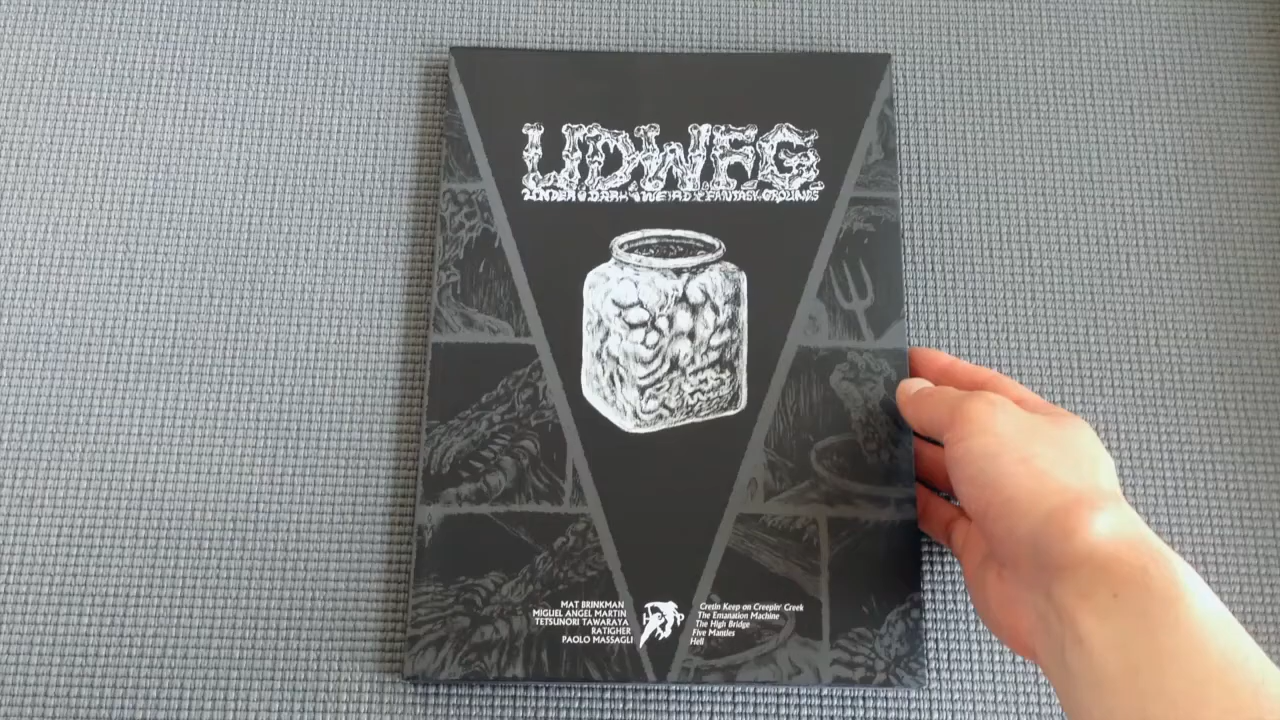 U.D.W.F.G.
UNDER DARK WEIRD FANTASY GROUNDS
MAT BRINKMAN
MIGUEL ANGEL MARTIN
TETSUNORI TAWARAYA
RATIGHER
PAOLO MASSAGLI
H P
Cretin Keep on Creepin' Creek
The Emanation Machine
The High Bridge
Five Mantles
Hell